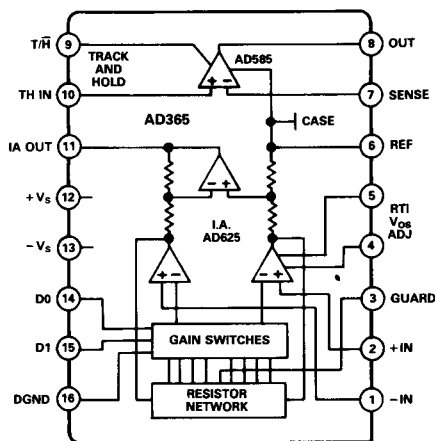 T/H̅ 9
8 OUT
TRACK AND HOLD
AD585
TH IN 10
7 SENSE
AD365
CASE
IA OUT 11
6 REF
+VS 12
5
RTI VOS ADJ
I.A. AD625
−VS 13
4
D0 14
3 GUARD
GAIN SWITCHES
D1 15
2 +IN
DGND 16
RESISTOR NETWORK
1 −IN
+ −
− +
+ −
− +